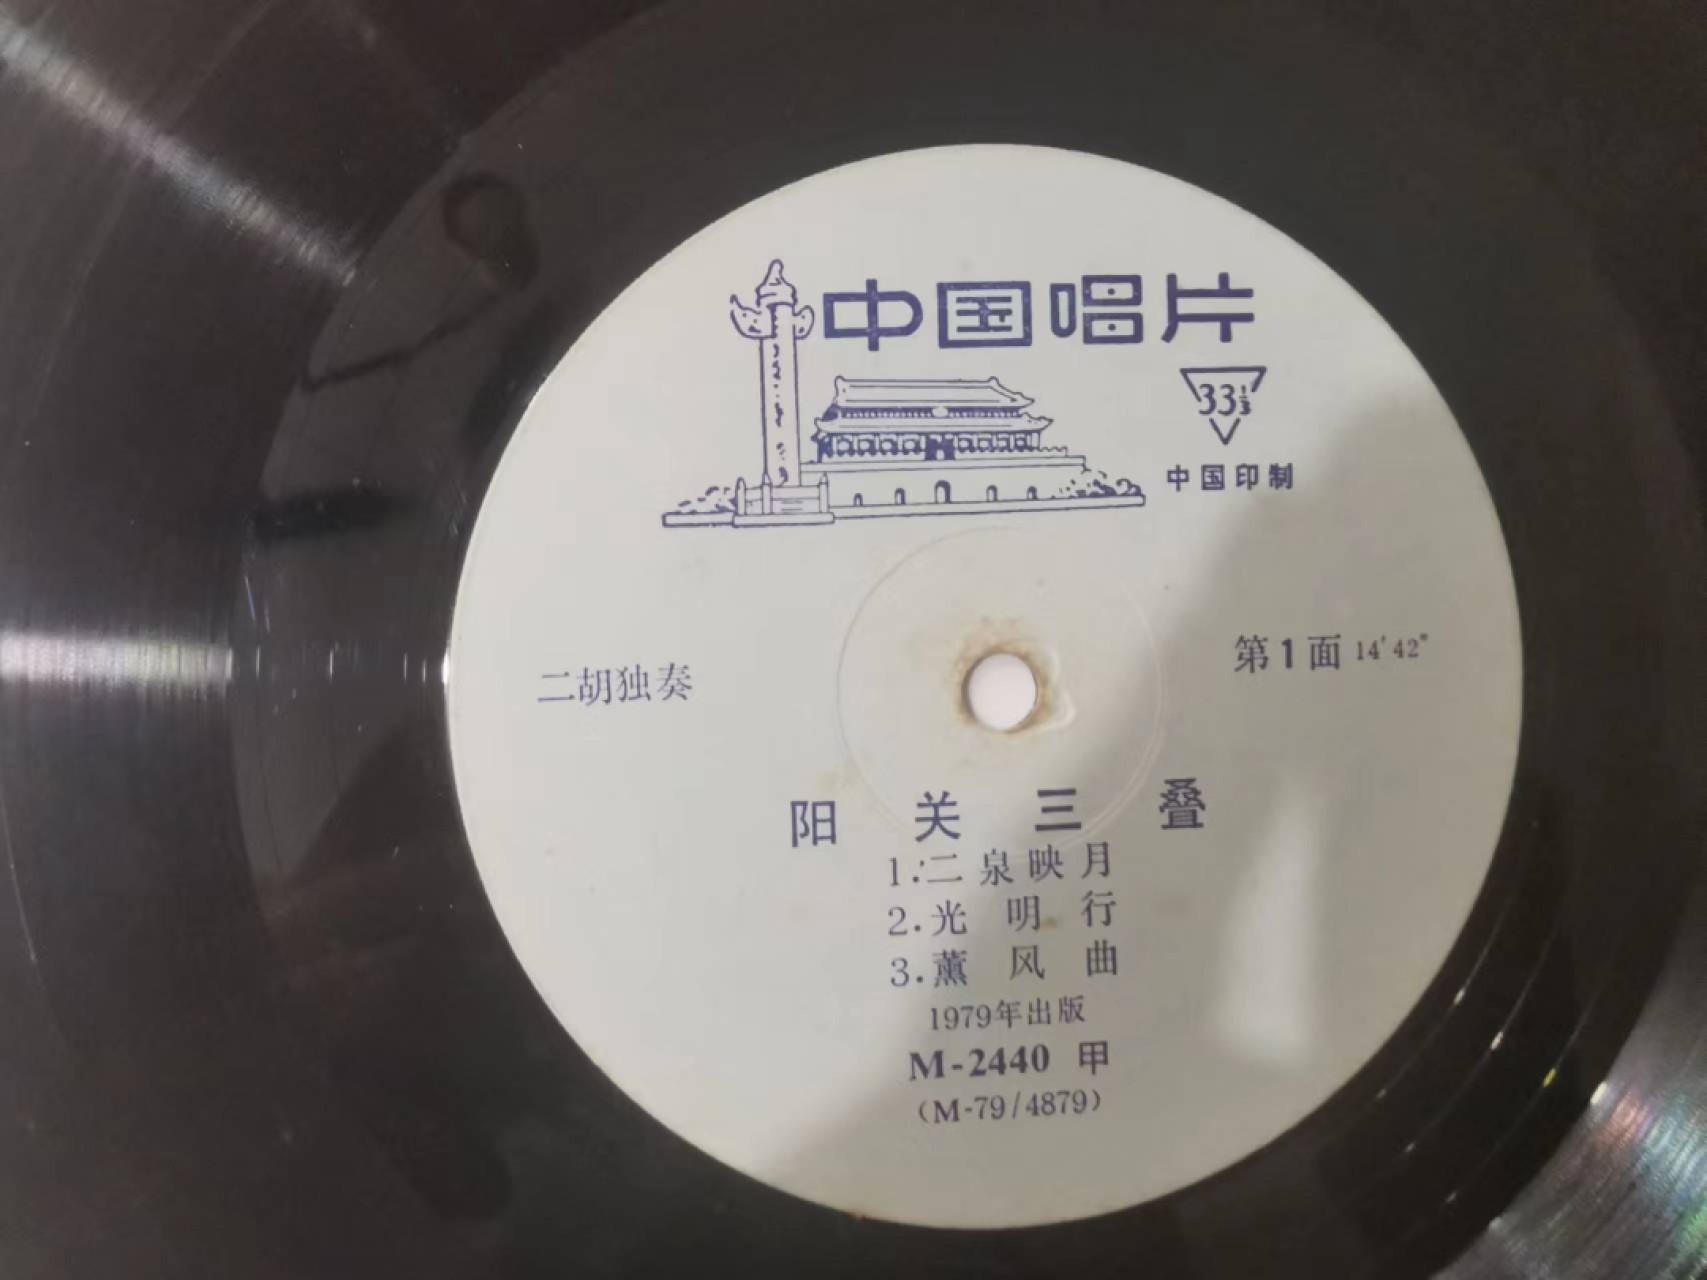 中国唱片
33⅓
中国印制
二胡独奏
第1面 14′42″
阳关三叠
1.二泉映月
2.光明行
3.薰风曲
1979年出版
M-2440 甲
(M-79/4879)